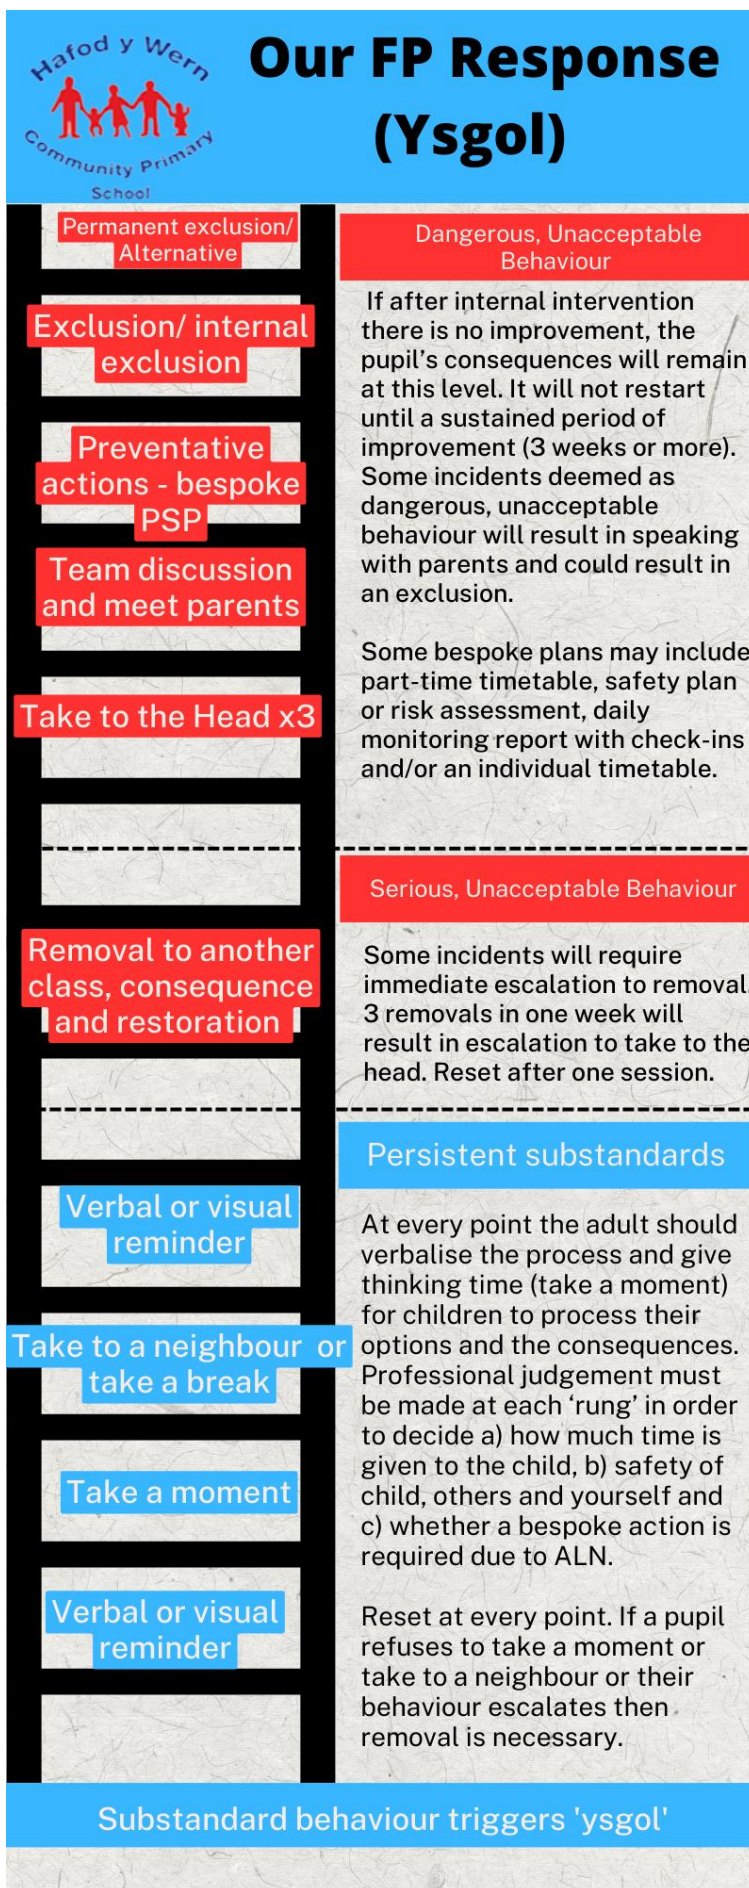 Hafod y Wern
Community Primary
School
Our FP Response
(Ysgol)
Permanent exclusion/
Alternative
Exclusion/ internal
exclusion
Preventative
actions - bespoke
PSP
Team discussion
and meet parents
Take to the Head x3
Dangerous, Unacceptable
Behaviour
If after internal intervention
there is no improvement, the
pupil's consequences will remain
at this level. It will not restart
until a sustained period of
improvement (3 weeks or more).
Some incidents deemed as
dangerous, unacceptable
behaviour will result in speaking
with parents and could result in
an exclusion.
Some bespoke plans may include
part-time timetable, safety plan
or risk assessment, daily
monitoring report with check-ins
and/or an individual timetable.
Removal to another
class, consequence
and restoration
Serious, Unacceptable Behaviour
Some incidents will require
immediate escalation to removal.
3 removals in one week will
result in escalation to take to the
head. Reset after one session.
Verbal or visual
reminder
Take to a neighbour or
take a break
Take a moment
Verbal or visual
reminder
Persistent substandards
At every point the adult should
verbalise the process and give
thinking time (take a moment)
for children to process their
options and the consequences.
Professional judgement must
be made at each ‘rung’ in order
to decide a) how much time is
given to the child, b) safety of
child, others and yourself and
c) whether a bespoke action is
required due to ALN.
Reset at every point. If a pupil
refuses to take a moment or
take to a neighbour or their
behaviour escalates then
removal is necessary.
Substandard behaviour triggers 'ysgol'